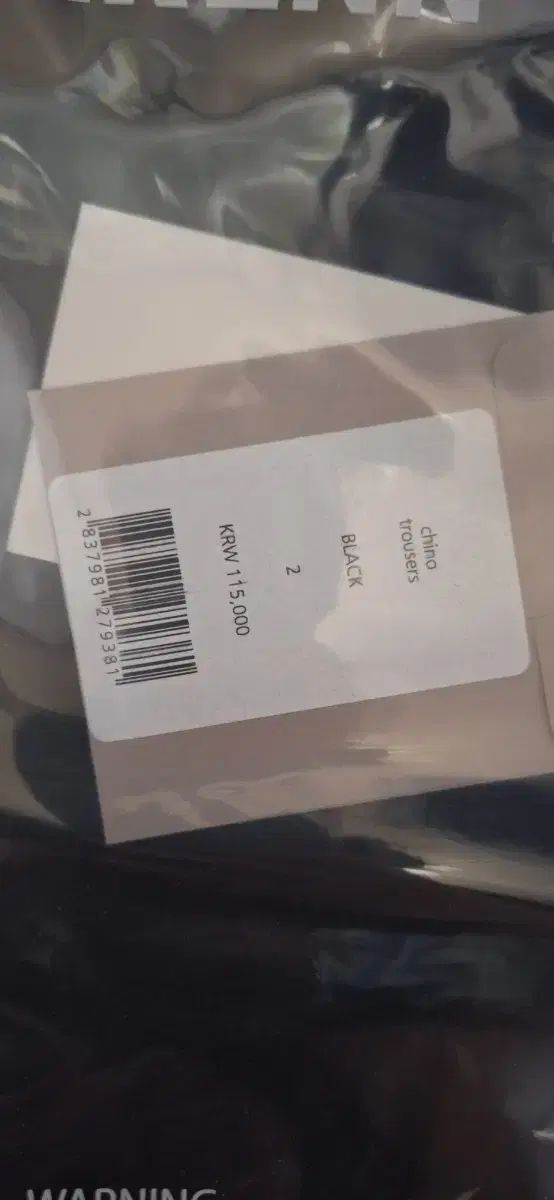 chino
trousers
BLACK
2
KRW 115,000
2 837981 279381
WARNING